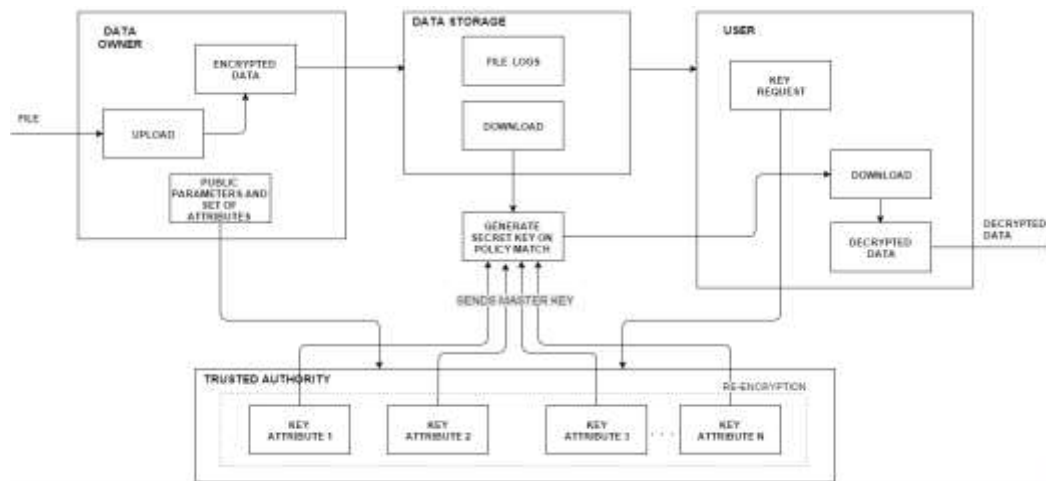 DATA
OWNER
ENCRYPTED
DATA
FILE
UPLOAD
PUBLIC
PARAMETERS AND
SET OF
ATTRIBUTES
DATA STORAGE
FILE LOGS
DOWNLOAD
GENERATE
SECRET KEY ON
POLICY MATCH
SENDS MASTER KEY
USER
KEY
REQUEST
DOWNLOAD
DECRYPTED
DATA
DECRYPTED
DATA
TRUSTED AUTHORITY
RE-ENCRYPTION
KEY
ATTRIBUTE 1
KEY
ATTRIBUTE 2
KEY
ATTRIBUTE 3
. . .
KEY
ATTRIBUTE N